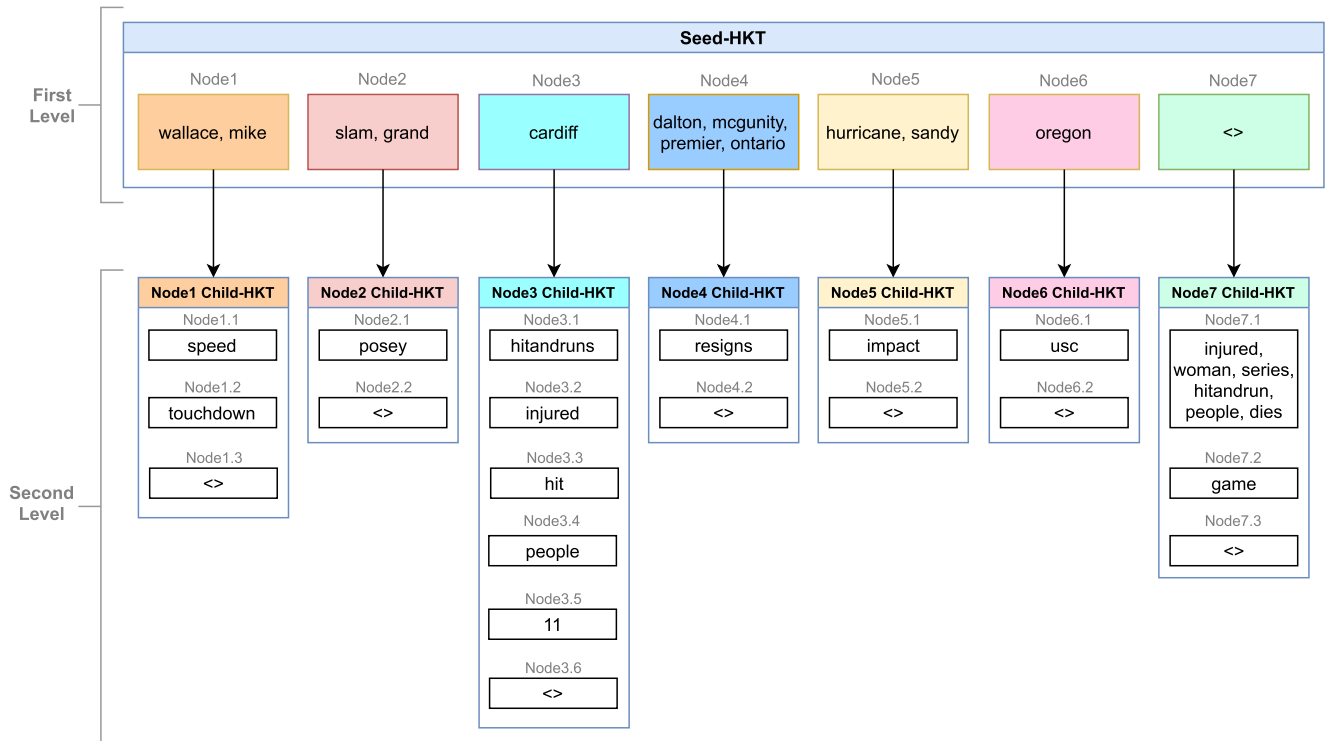 Seed-HKT
First
Level
Node1
Node2
Node3
Node4
Node5
Node6
Node7
wallace, mike
slam, grand
cardiff
dalton, mcgunity,
premier, ontario
hurricane, sandy
oregon
<>
Second
Level
Node1 Child-HKT
Node1.1
speed
Node1.2
touchdown
Node1.3
<>
Node2 Child-HKT
Node2.1
posey
Node2.2
<>
Node3 Child-HKT
Node3.1
hitandruns
Node3.2
injured
Node3.3
hit
Node3.4
people
Node3.5
11
Node3.6
<>
Node4 Child-HKT
Node4.1
resigns
Node4.2
<>
Node5 Child-HKT
Node5.1
impact
Node5.2
<>
Node6 Child-HKT
Node6.1
usc
Node6.2
<>
Node7 Child-HKT
Node7.1
injured,
woman, series,
hitandrun,
people, dies
Node7.2
game
Node7.3
<>